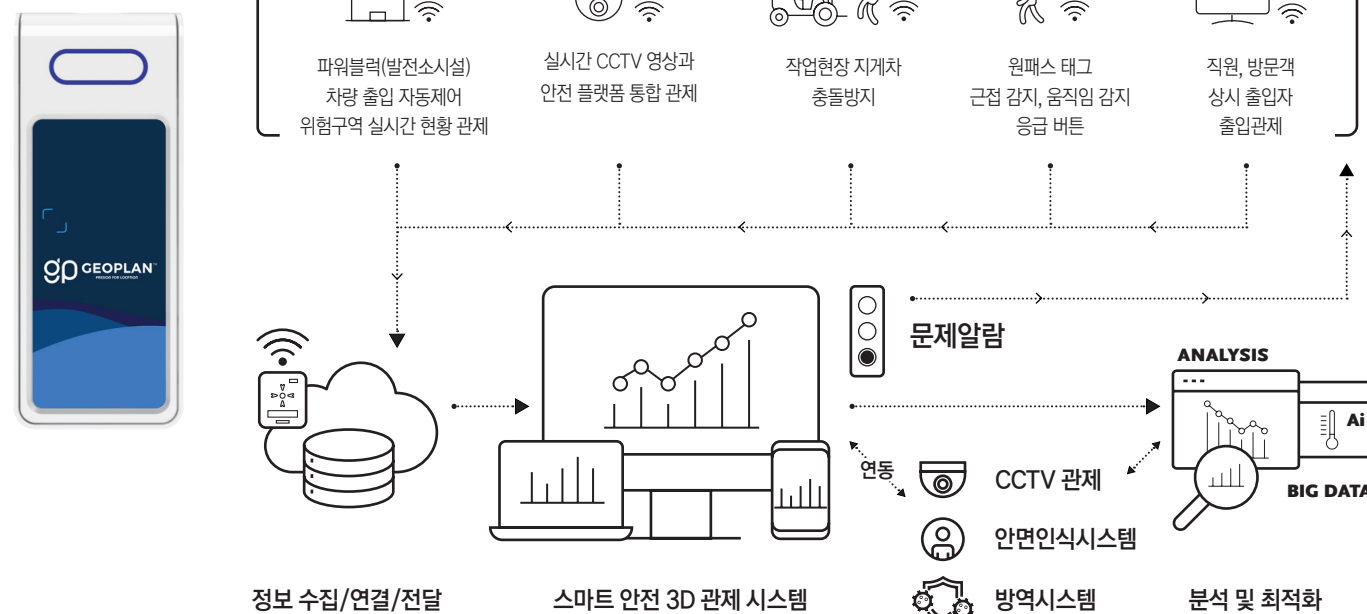 파워블럭(발전소시설)
차량 출입 자동제어
위험구역 실시간 현황 관제
실시간 CCTV 영상과
안전 플랫폼 통합 관제
작업현장 지게차
충돌방지
원패스 태그
근접 감지, 움직임 감지
응급 버튼
직원, 방문객
상시 출입자
출입관제
gp GEOPLAN™
PASSION FOR LOCATION
문제알람
ANALYSIS
Ai
BIG DATA
연동
CCTV 관제
안면인식시스템
방역시스템
정보 수집/연결/전달
스마트 안전 3D 관제 시스템
분석 및 최적화